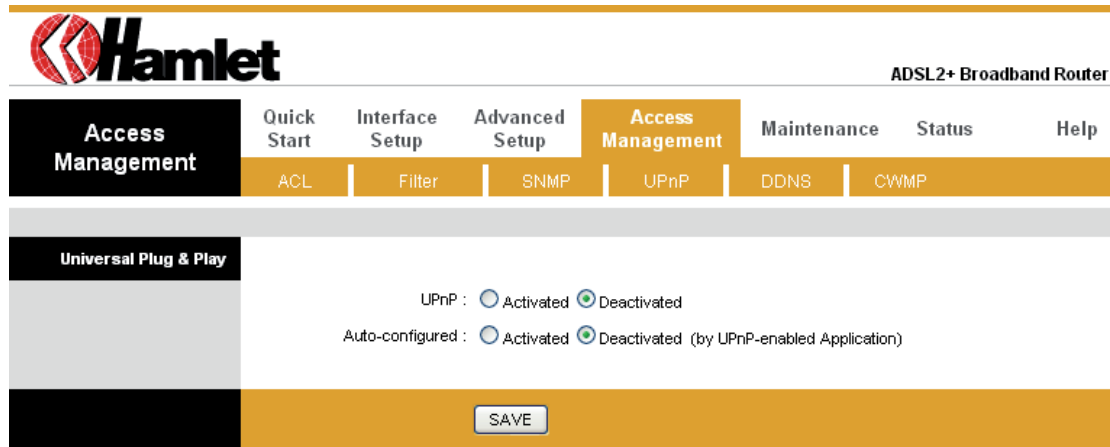 Hamlet
ADSL2+ Broadband Router
Access Management
Quick Start
Interface Setup
Advanced Setup
Access Management
Maintenance
Status
Help
ACL
Filter
SNMP
UPnP
DDNS
CWMP
Universal Plug & Play
UPnP : Activated Deactivated
Auto-configured : Activated Deactivated (by UPnP-enabled Application)
SAVE